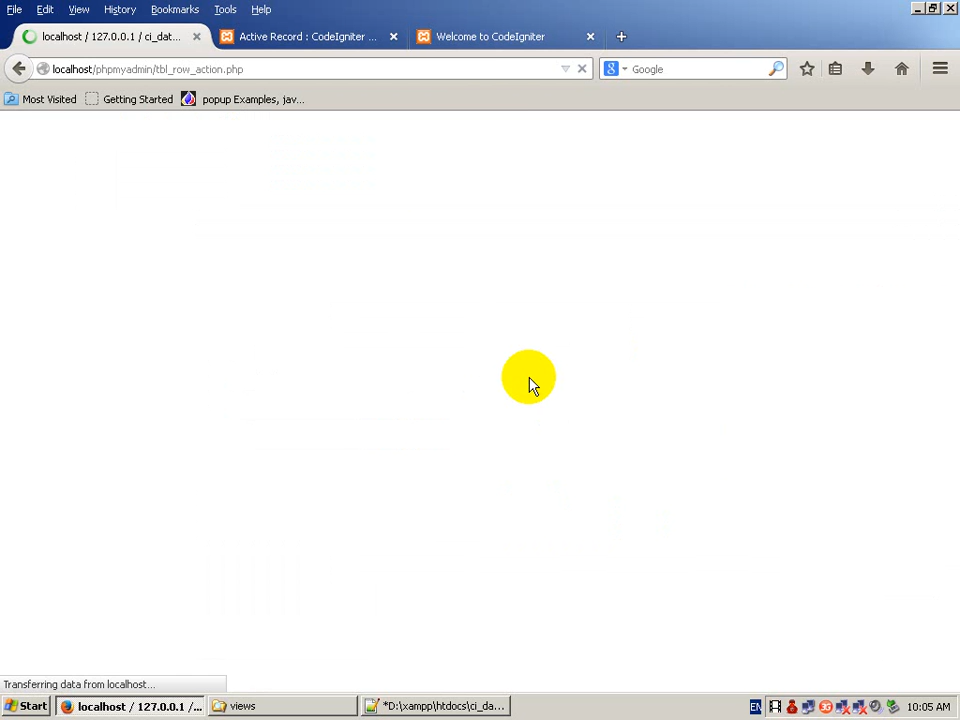 File Edit View History Bookmarks Tools Help
localhost / 127.0.0.1 / ci_dat... Active Record : CodeIgniter ... Welcome to CodeIgniter
localhost/phpmyadmin/tbl_row_action.php Google
Most Visited Getting Started popup Examples, jav...
Transferring data from localhost...
Start localhost / 127.0.0.1 /... views *D:\xampp\htdocs\ci_da... EN 10:05 AM